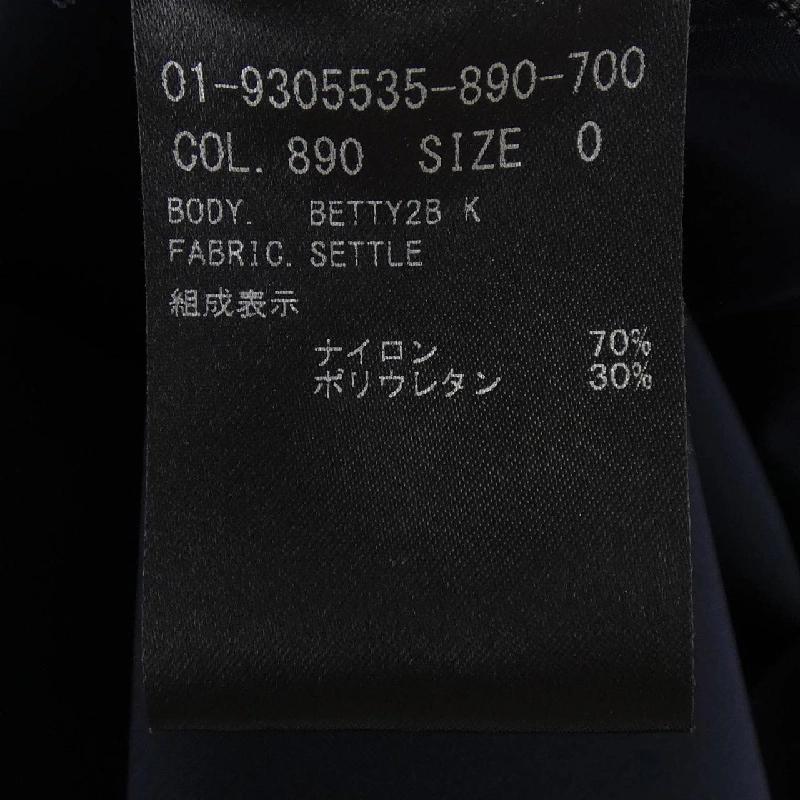 01-9305535-890-700
COL. 890 SIZE 0
BODY. BETTY2B K
FABRIC. SETTLE
組成表示
ナイロン 70%
ポリウレタン 30%